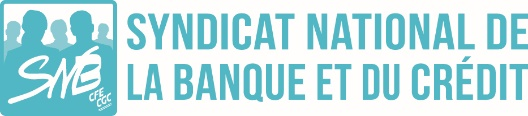 SNB
CFE
CGC
SYNDICAT NATIONAL DE
LA BANQUE ET DU CRÉDIT